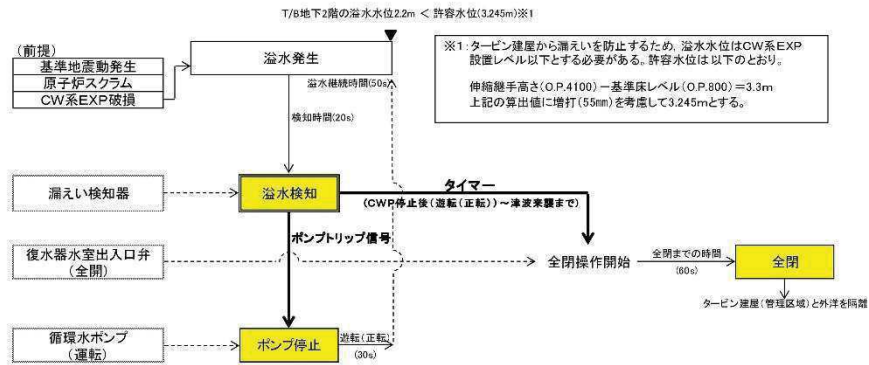 T/B地下2階の溢水水位2.2m < 許容水位(3.245m)※1
(前提)
基準地震動発生
原子炉スクラム
CW系EXP破損
溢水発生
※1:タービン建屋から漏えいを防止するため,溢水水位はCW系EXP
設置レベル以下とする必要がある。許容水位は以下のとおり。
伸縮継手高さ(O.P.4100)-基準床レベル(O.P.800)=3.3m
上記の算出値に増打(55mm)を考慮して3.245mとする。
溢水継続時間(50s)
検知時間(20s)
漏えい検知器
溢水検知
タイマー
(CWP停止後(遊転(正転))~津波来襲まで)
ポンプトリップ信号
復水器水室出入口弁
(全開)
全閉操作開始
全閉までの時間
(60s)
全閉
タービン建屋(管理区域)と外洋を隔離
循環水ポンプ
(運転)
ポンプ停止
遊転(正転)
(30s)